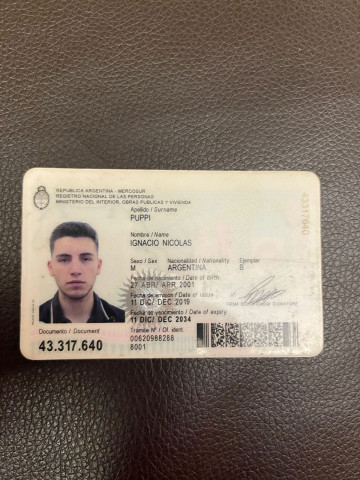 REPUBLICA ARGENTINA - MERCOSUR
REGISTRO NACIONAL DE LAS PERSONAS
MINISTERIO DEL INTERIOR, OBRAS PUBLICAS Y VIVIENDA
Apellido / Surname
PUPPI
Nombre / Name
IGNACIO NICOLAS
Sexo / Sex Nacionalidad / Nationality Ejemplar
M ARGENTINA B
Fecha de nacimiento / Date of birth
27 ABR/ APR 2001
Fecha de emisión / Date of issue
11 DIC/ DEC 2019
Fecha de vencimiento / Date of expiry
11 DIC/ DEC 2034
Documento / Document
43.317.640
Trámite Nº / Of. ident.
00620988288
8001